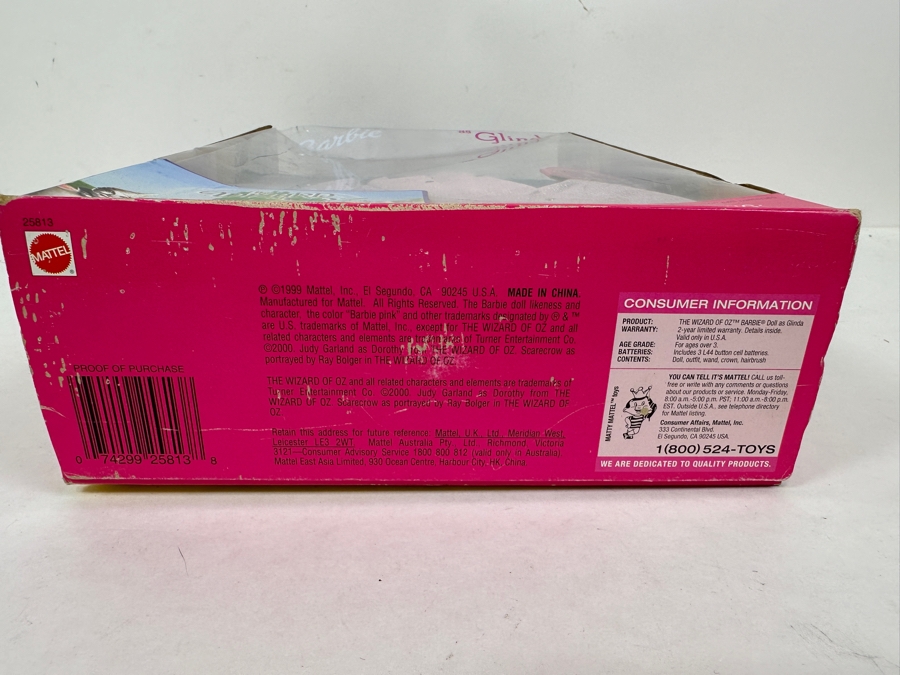 Barbie
as Glind
25813
MATTEL
℗ ©1999 Mattel, Inc. El Segundo, CA 90245 U.S.A. MADE IN CHINA.
Manufactured for Mattel. All Rights Reserved. The Barbie doll likeness and
character, the color "Barbie pink" and other trademarks designated by ® & ™
are U.S. trademarks of Mattel, Inc., except for THE WIZARD OF OZ and all
related characters and elements are trademarks of Turner Entertainment Co.
©2000. Judy Garland as Dorothy from THE WIZARD OF OZ. Scarecrow as
portrayed by Ray Bolger in THE WIZARD OF OZ.
THE WIZARD OF OZ and all related characters and elements are trademarks of
Turner Entertainment Co. ©2000. Judy Garland as Dorothy from THE
WIZARD OF OZ. Scarecrow as portrayed by Ray Bolger in THE WIZARD OF
OZ.
Retain this address for future reference: Mattel, U.K., Ltd., Meridian West,
Leicester LE3 2WT. Mattel Australia Pty. Ltd. Richmond, Victoria
3121—Consumer Advisory Service 1800 800 812 (valid only in Australia).
Mattel East Asia Limited, 930 Ocean Centre, Harbour City, HK, China.
PROOF OF PURCHASE
0 74299 25813 8
CONSUMER INFORMATION
PRODUCT: THE WIZARD OF OZ™ BARBIE® Doll as Glinda
WARRANTY: 2-year limited warranty. Details inside.
Valid only in U.S.A.
AGE GRADE: For ages over 3.
BATTERIES: Includes 3 L44 button cell batteries.
CONTENTS: Doll, outfit, wand, crown, hairbrush
MATTY MATTEL™ toys
YOU CAN TELL IT'S MATTEL! CALL us toll-
free or write with any comments or questions
about our products or service. Monday-Friday,
8:00 a.m. -5:00 p.m. PST; 11:00 a.m. -8:00 p.m.
EST. Outside U.S.A., see telephone directory
for Mattel listing.
Consumer Affairs, Mattel, Inc.
333 Continental Blvd.
El Segundo, CA 90245 USA.
1(800) 524-TOYS
WE ARE DEDICATED TO QUALITY PRODUCTS.